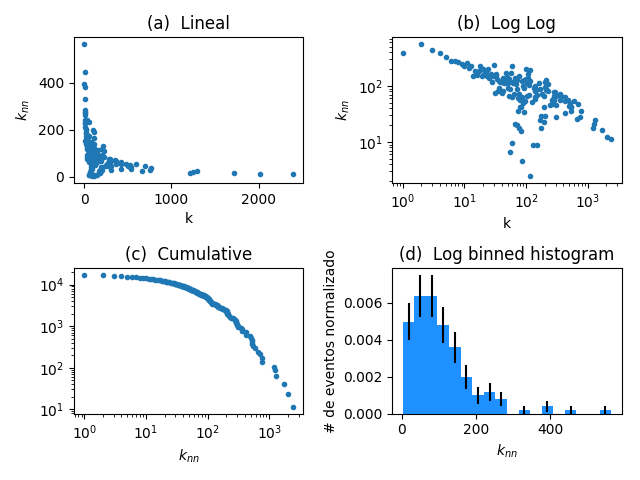 (a)  Lineal
k_nn
400
200
0
0
1000
2000
k
(b)  Log Log
k_nn
10^2
10^1
10^0
10^1
10^2
10^3
k
(c)  Cumulative
10^4
10^3
10^2
10^1
10^0
10^1
10^2
10^3
k_nn
(d)  Log binned histogram
# de eventos normalizado
0.006
0.004
0.002
0.000
0
200
400
k_nn